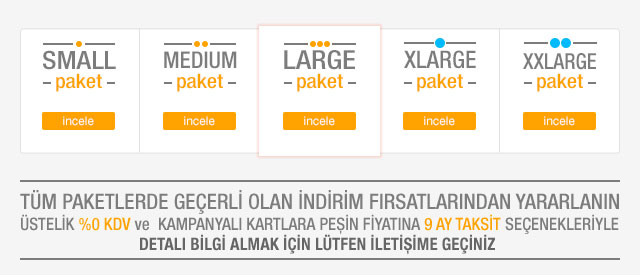 SMALL
paket
incele
MEDIUM
paket
incele
LARGE
paket
incele
XLARGE
paket
incele
XXLARGE
paket
incele
TÜM PAKETLERDE GEÇERLİ OLAN İNDİRİM FIRSATLARINDAN YARARLANIN
ÜSTELİK %0 KDV ve KAMPANYALI KARTLARA PEŞİN FİYATINA 9 AY TAKSİT SEÇENEKLERİYLE
DETALI BİLGİ ALMAK İÇİN LÜTFEN İLETİŞİME GEÇİNİZ